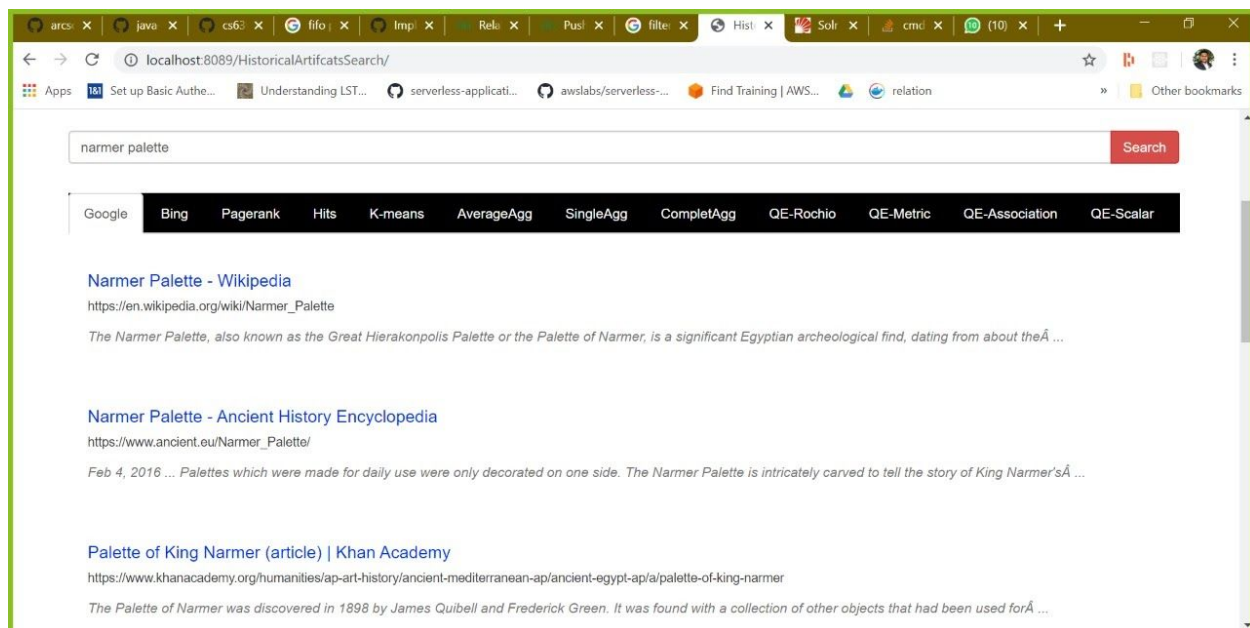 arcs java cs63 fifo Impl Rela Pusl filte Hist Solr cmd 10 (10)
localhost:8089/HistoricalArtifcatsSearch/
Apps 1&1 Set up Basic Authe... Understanding LST... serverless-applicati... awslabs/serverless-... Find Training | AWS... relation » Other bookmarks
narmer palette Search
Google Bing Pagerank Hits K-means AverageAgg SingleAgg CompletAgg QE-Rochio QE-Metric QE-Association QE-Scalar
Narmer Palette - Wikipedia
https://en.wikipedia.org/wiki/Narmer_Palette
The Narmer Palette, also known as the Great Hierakonpolis Palette or the Palette of Narmer, is a significant Egyptian archeological find, dating from about theÂ ...
Narmer Palette - Ancient History Encyclopedia
https://www.ancient.eu/Narmer_Palette/
Feb 4, 2016 ... Palettes which were made for daily use were only decorated on one side. The Narmer Palette is intricately carved to tell the story of King Narmer'sÂ ...
Palette of King Narmer (article) | Khan Academy
https://www.khanacademy.org/humanities/ap-art-history/ancient-mediterranean-ap/ancient-egypt-ap/a/palette-of-king-narmer
The Palette of Narmer was discovered in 1898 by James Quibell and Frederick Green. It was found with a collection of other objects that had been used forÂ ...